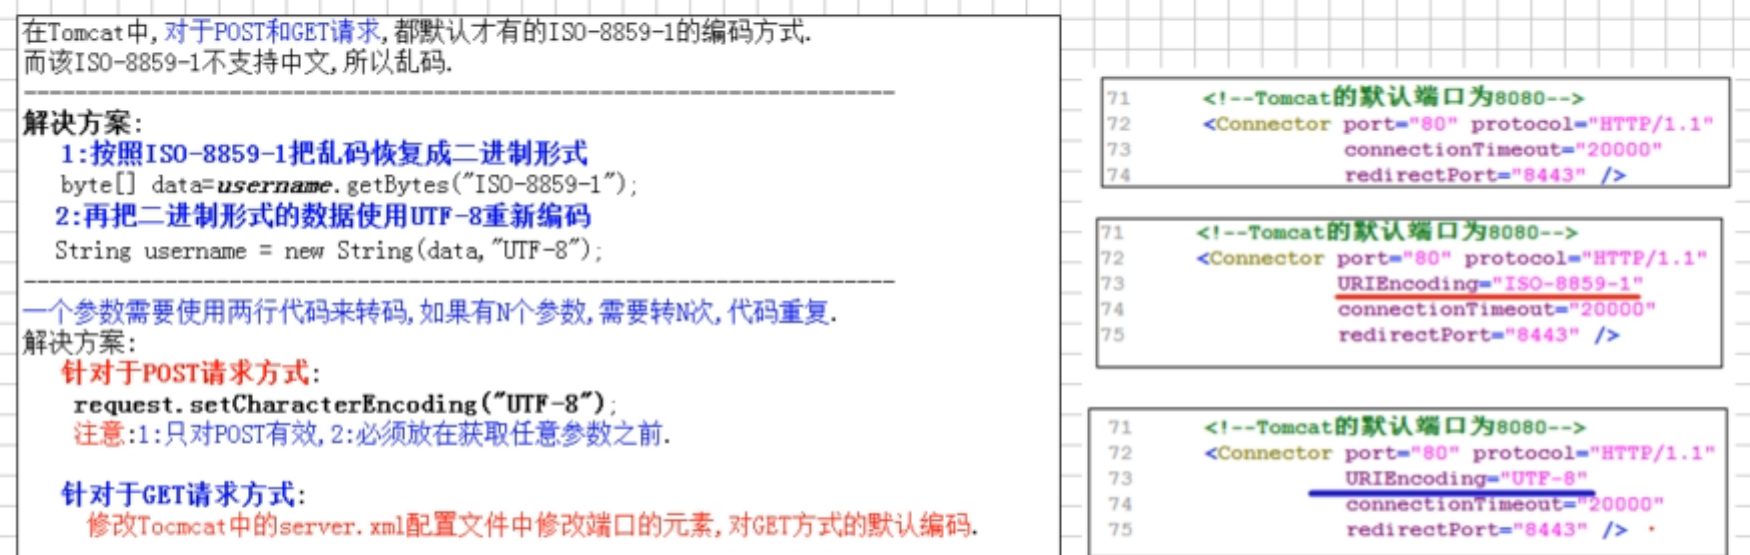 在Tomcat中,对于POST和GET请求,都默认才有的ISO-8859-1的编码方式.
而该ISO-8859-1不支持中文,所以乱码.
--------------------------------------------------------------------
解决方案:
1:按照ISO-8859-1把乱码恢复成二进制形式
byte[] data=username.getBytes("ISO-8859-1");
2:再把二进制形式的数据使用UTF-8重新编码
String username = new String(data,"UTF-8");
--------------------------------------------------------------------
一个参数需要使用两行代码来转码,如果有N个参数,需要转N次,代码重复.
解决方案:
针对于POST请求方式:
request.setCharacterEncoding("UTF-8");
注意:1:只对POST有效,2:必须放在获取任意参数之前.
针对于GET请求方式:
修改Tocmcat中的server.xml配置文件中修改端口的元素,对GET方式的默认编码.
71 <!--Tomcat的默认端口为8080-->
72 <Connector port="80" protocol="HTTP/1.1"
73 connectionTimeout="20000"
74 redirectPort="8443" />
71 <!--Tomcat的默认端口为8080-->
72 <Connector port="80" protocol="HTTP/1.1"
73 URIEncoding="ISO-8859-1"
74 connectionTimeout="20000"
75 redirectPort="8443" />
71 <!--Tomcat的默认端口为8080-->
72 <Connector port="80" protocol="HTTP/1.1"
73 URIEncoding="UTF-8"
74 connectionTimeout="20000"
75 redirectPort="8443" />